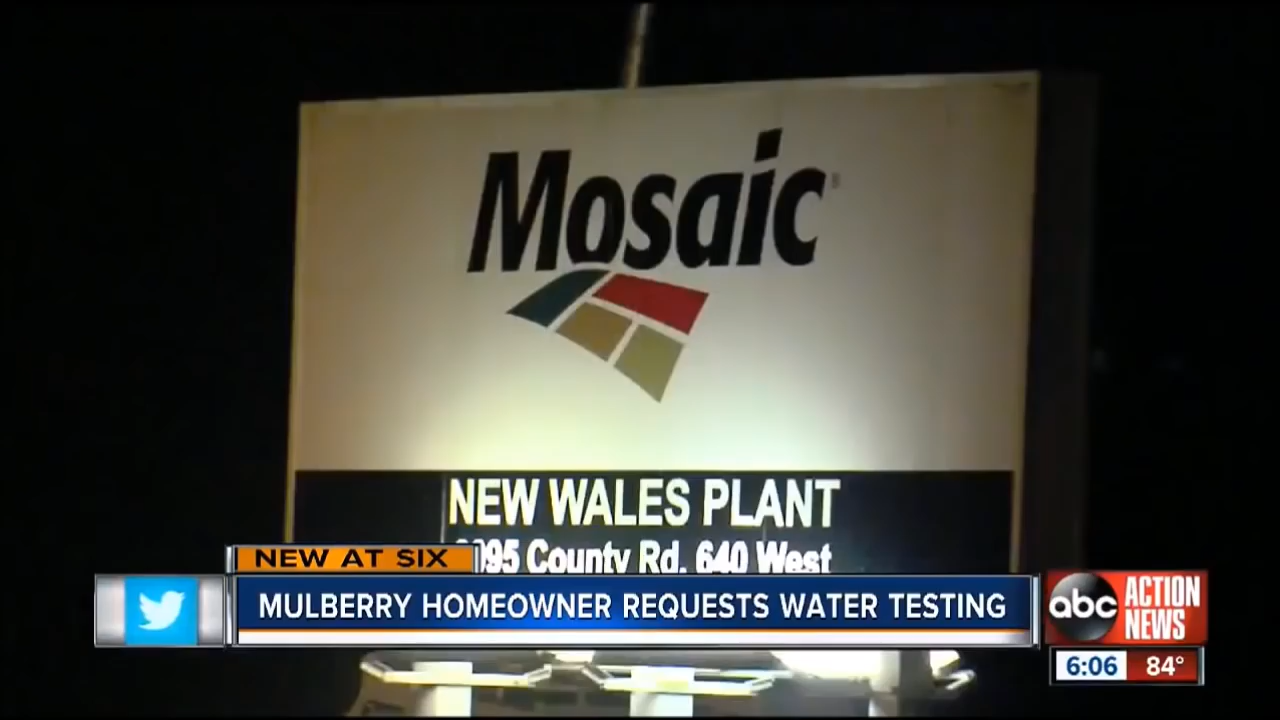 Mosaic
NEW WALES PLANT
County Rd. 640 West
NEW AT SIX
MULBERRY HOMEOWNER REQUESTS WATER TESTING
abc ACTION
NEWS
6:06 84°